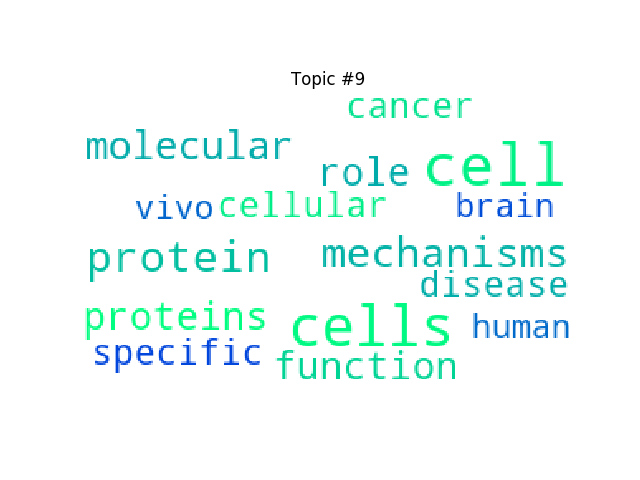 Topic #9
cancer
molecular
role cell
vivo cellular brain
protein mechanisms
disease
proteins cells human
specific function